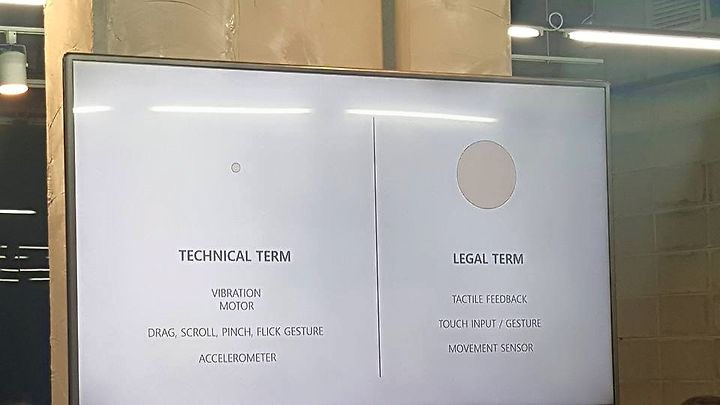 TECHNICAL TERM
VIBRATION
MOTOR
DRAG, SCROLL, PINCH, FLICK GESTURE
ACCELEROMETER
LEGAL TERM
TACTILE FEEDBACK
TOUCH INPUT / GESTURE
MOVEMENT SENSOR